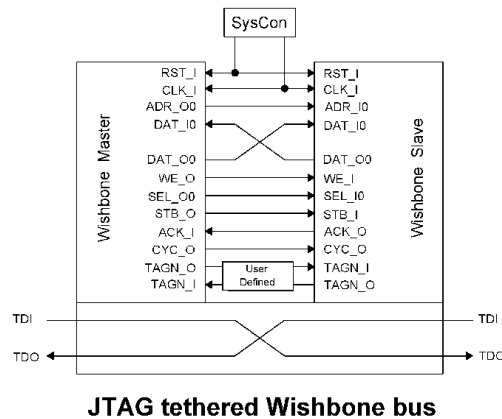 SysCon
RST_I RST_I
CLK_I CLK_I
ADR_O0 ADR_I0
DAT_I0 DAT_I0
DAT_O0 DAT_O0
WE_O WE_I
SEL_O0 SEL_I0
STB_O STB_I
ACK_I ACK_O
CYC_O CYC_O
TAGN_O TAGN_I
User
Defined
TAGN_I TAGN_O
Wishbone Master
Wishbone Slave
TDI TDI
TDO TDO
JTAG tethered Wishbone bus